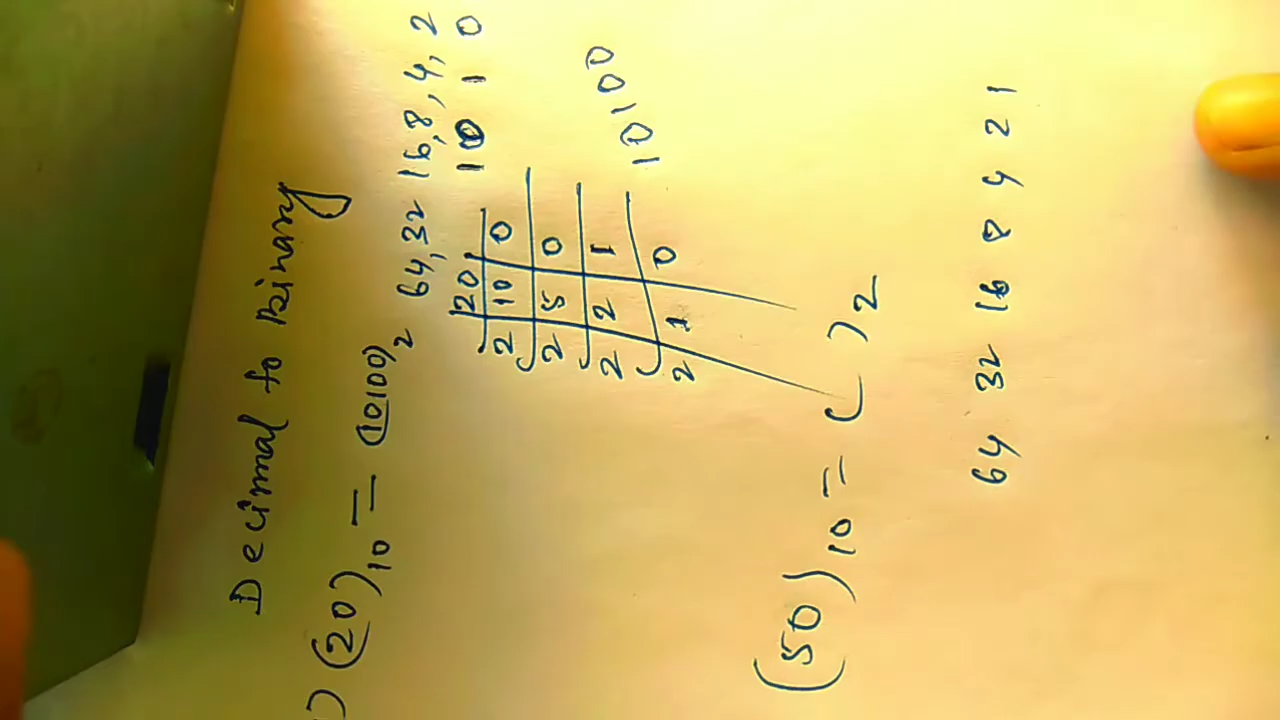 Decimal to Binary
1) (20)10 = (10100)2
64, 32 16, 8, 4, 2
10 1 0
2 20
2 10 0
2 5 0
2 2 1
2 1 0
10100
(50)10 = ( )2
64 32 16 8 4 2 1